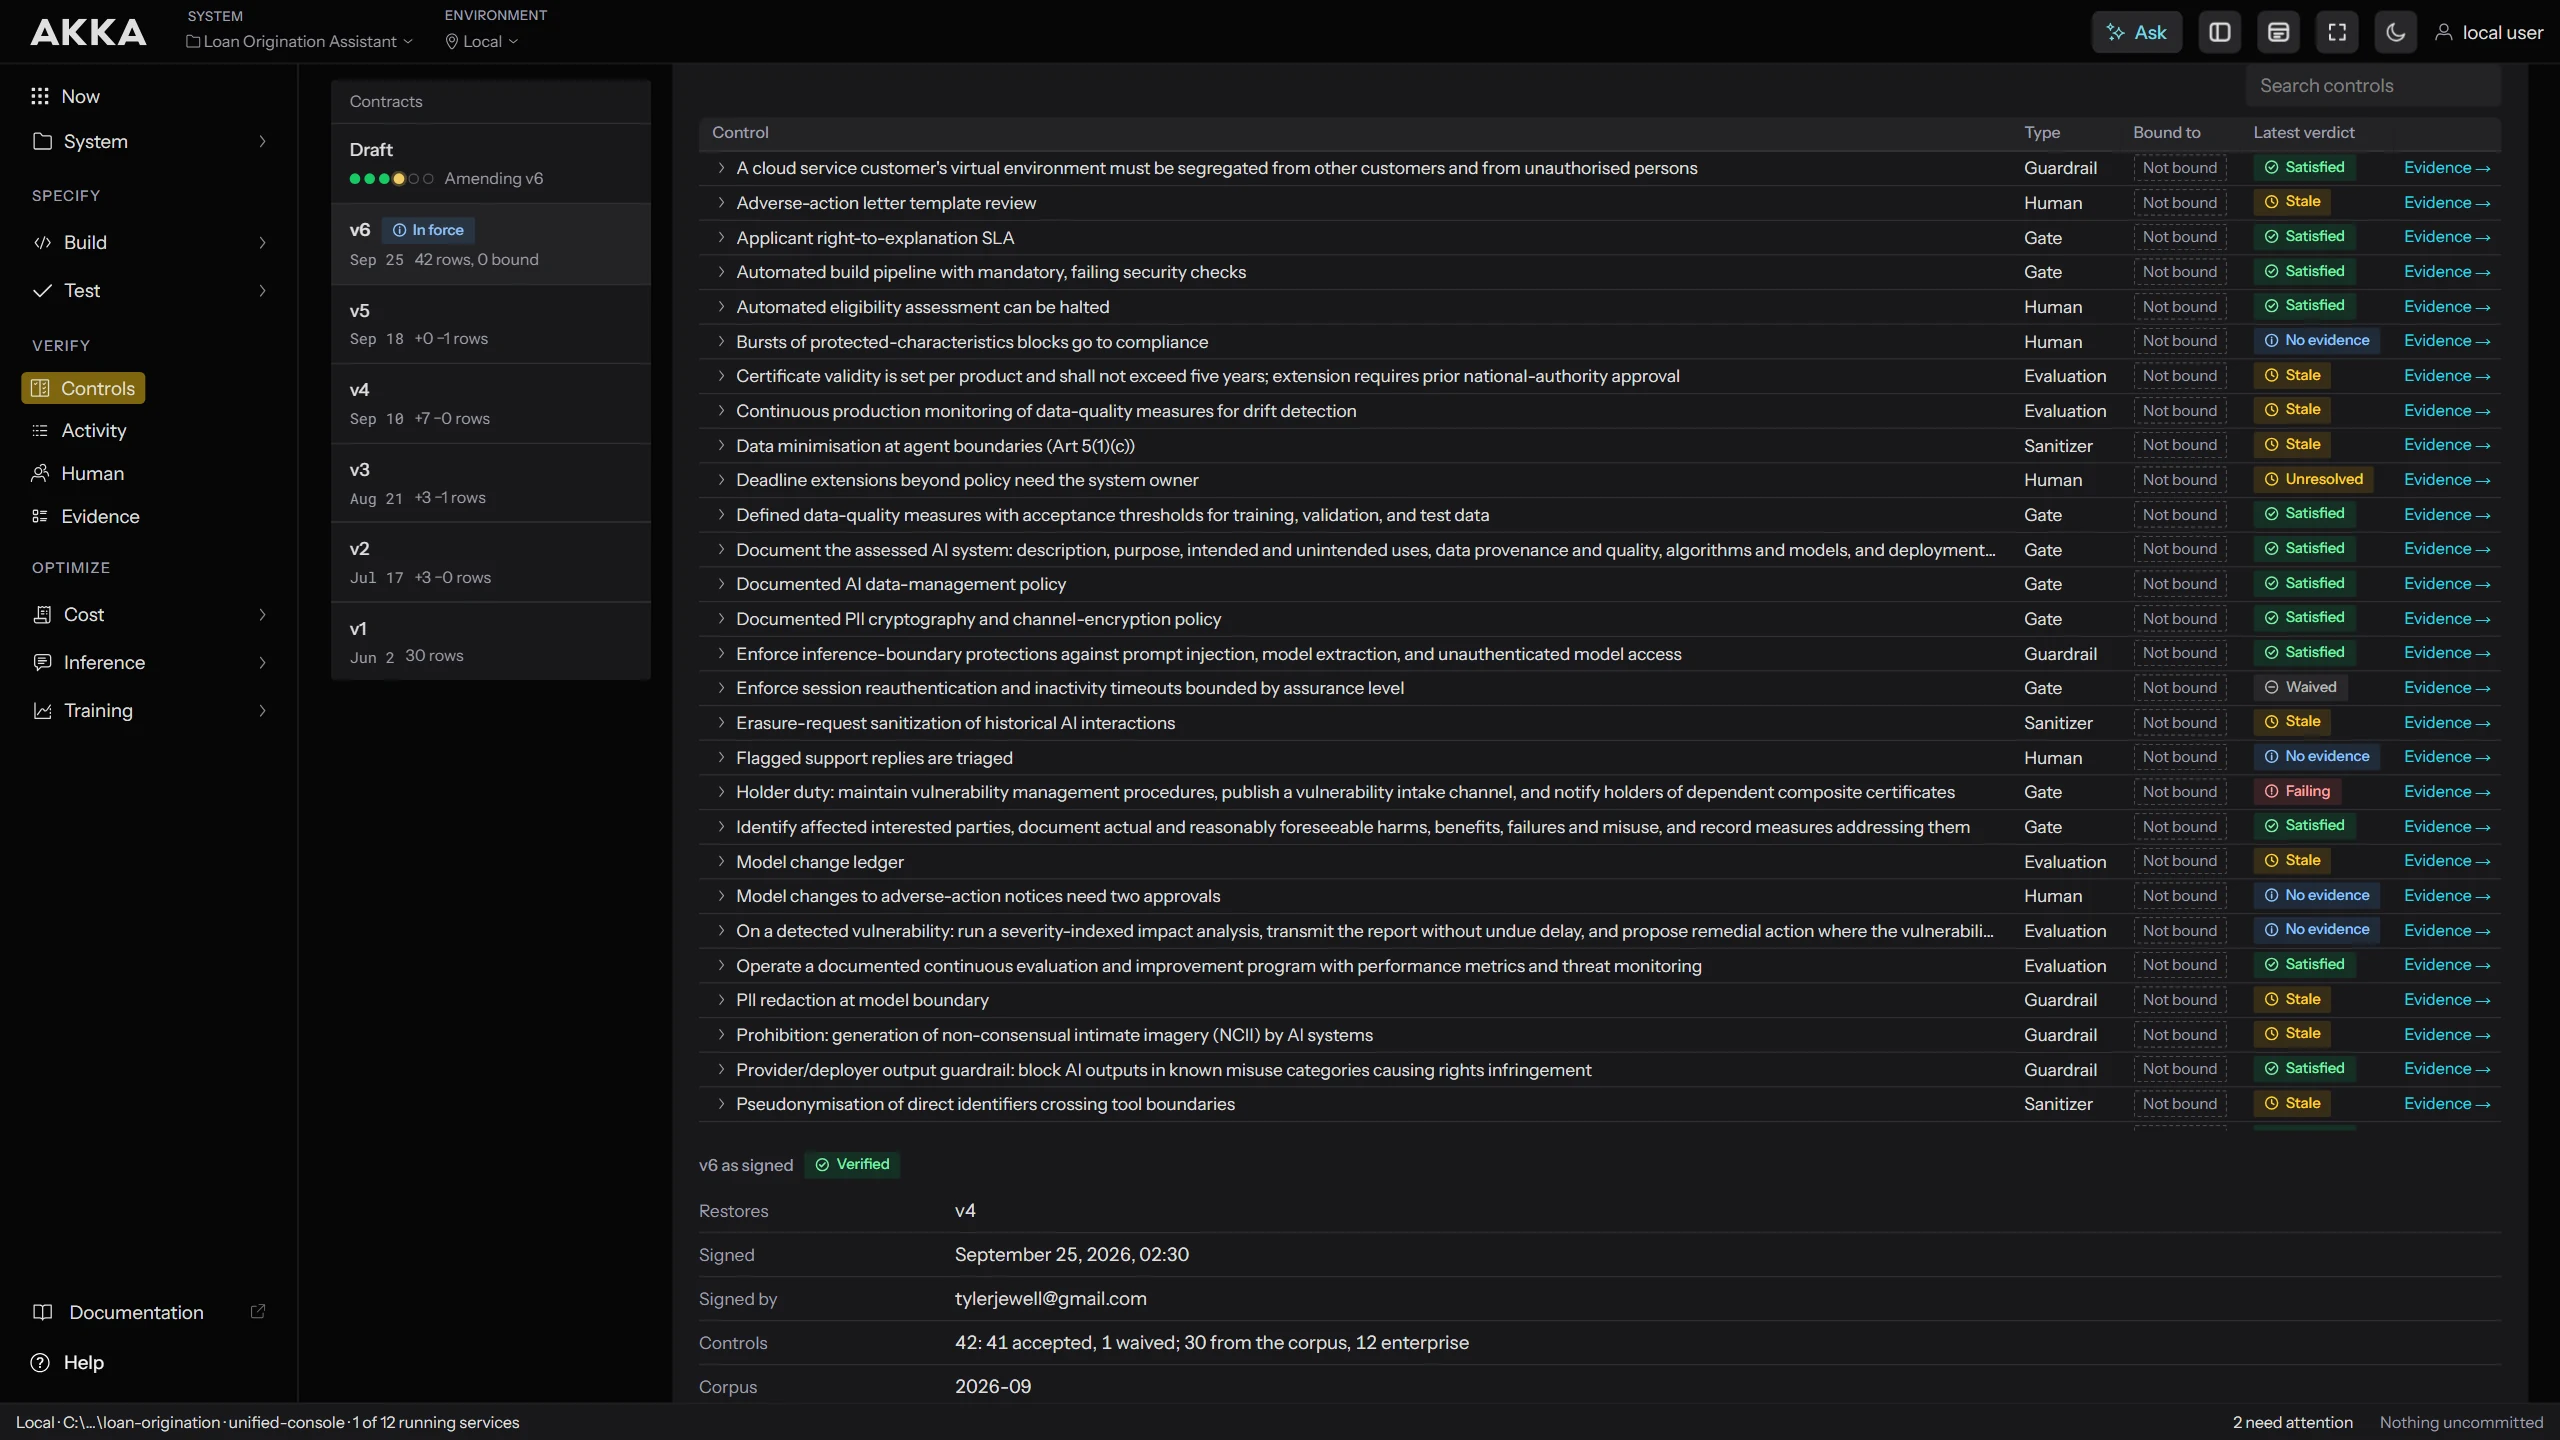 AKKA
SYSTEM
Loan Origination Assistant
ENVIRONMENT
Local
Ask
local user
Now
System
SPECIFY
Build
Test
VERIFY
Controls
Activity
Human
Evidence
OPTIMIZE
Cost
Inference
Training
Documentation
Help
Contracts
Draft
Amending v6
v6 In force
Sep 25 42 rows, 0 bound
v5
Sep 18 +0 −1 rows
v4
Sep 10 +7 −0 rows
v3
Aug 21 +3 −1 rows
v2
Jul 17 +3 −0 rows
v1
Jun 2 30 rows
Search controls
Control Type Bound to Latest verdict
A cloud service customer's virtual environment must be segregated from other customers and from unauthorised persons Guardrail Not bound Satisfied Evidence →
Adverse-action letter template review Human Not bound Stale Evidence →
Applicant right-to-explanation SLA Gate Not bound Satisfied Evidence →
Automated build pipeline with mandatory, failing security checks Gate Not bound Satisfied Evidence →
Automated eligibility assessment can be halted Human Not bound Satisfied Evidence →
Bursts of protected-characteristics blocks go to compliance Human Not bound No evidence Evidence →
Certificate validity is set per product and shall not exceed five years; extension requires prior national-authority approval Evaluation Not bound Stale Evidence →
Continuous production monitoring of data-quality measures for drift detection Evaluation Not bound Stale Evidence →
Data minimisation at agent boundaries (Art 5(1)(c)) Sanitizer Not bound Stale Evidence →
Deadline extensions beyond policy need the system owner Human Not bound Unresolved Evidence →
Defined data-quality measures with acceptance thresholds for training, validation, and test data Gate Not bound Satisfied Evidence →
Document the assessed AI system: description, purpose, intended and unintended uses, data provenance and quality, algorithms and models, and deployment... Gate Not bound Satisfied Evidence →
Documented AI data-management policy Gate Not bound Satisfied Evidence →
Documented PII cryptography and channel-encryption policy Gate Not bound Satisfied Evidence →
Enforce inference-boundary protections against prompt injection, model extraction, and unauthenticated model access Guardrail Not bound Satisfied Evidence →
Enforce session reauthentication and inactivity timeouts bounded by assurance level Gate Not bound Waived Evidence →
Erasure-request sanitization of historical AI interactions Sanitizer Not bound Stale Evidence →
Flagged support replies are triaged Human Not bound No evidence Evidence →
Holder duty: maintain vulnerability management procedures, publish a vulnerability intake channel, and notify holders of dependent composite certificates Gate Not bound Failing Evidence →
Identify affected interested parties, document actual and reasonably foreseeable harms, benefits, failures and misuse, and record measures addressing them Gate Not bound Satisfied Evidence →
Model change ledger Evaluation Not bound Stale Evidence →
Model changes to adverse-action notices need two approvals Human Not bound No evidence Evidence →
On a detected vulnerability: run a severity-indexed impact analysis, transmit the report without undue delay, and propose remedial action where the vulnerabili... Evaluation Not bound No evidence Evidence →
Operate a documented continuous evaluation and improvement program with performance metrics and threat monitoring Evaluation Not bound Satisfied Evidence →
PII redaction at model boundary Guardrail Not bound Stale Evidence →
Prohibition: generation of non-consensual intimate imagery (NCII) by AI systems Guardrail Not bound Stale Evidence →
Provider/deployer output guardrail: block AI outputs in known misuse categories causing rights infringement Guardrail Not bound Satisfied Evidence →
Pseudonymisation of direct identifiers crossing tool boundaries Sanitizer Not bound Stale Evidence →
v6 as signed Verified
Restores v4
Signed September 25, 2026, 02:30
Signed by tylerjewell@gmail.com
Controls 42: 41 accepted, 1 waived; 30 from the corpus, 12 enterprise
Corpus 2026-09
Local · C:\...\loan-origination · unified-console · 1 of 12 running services
2 need attention Nothing uncommitted